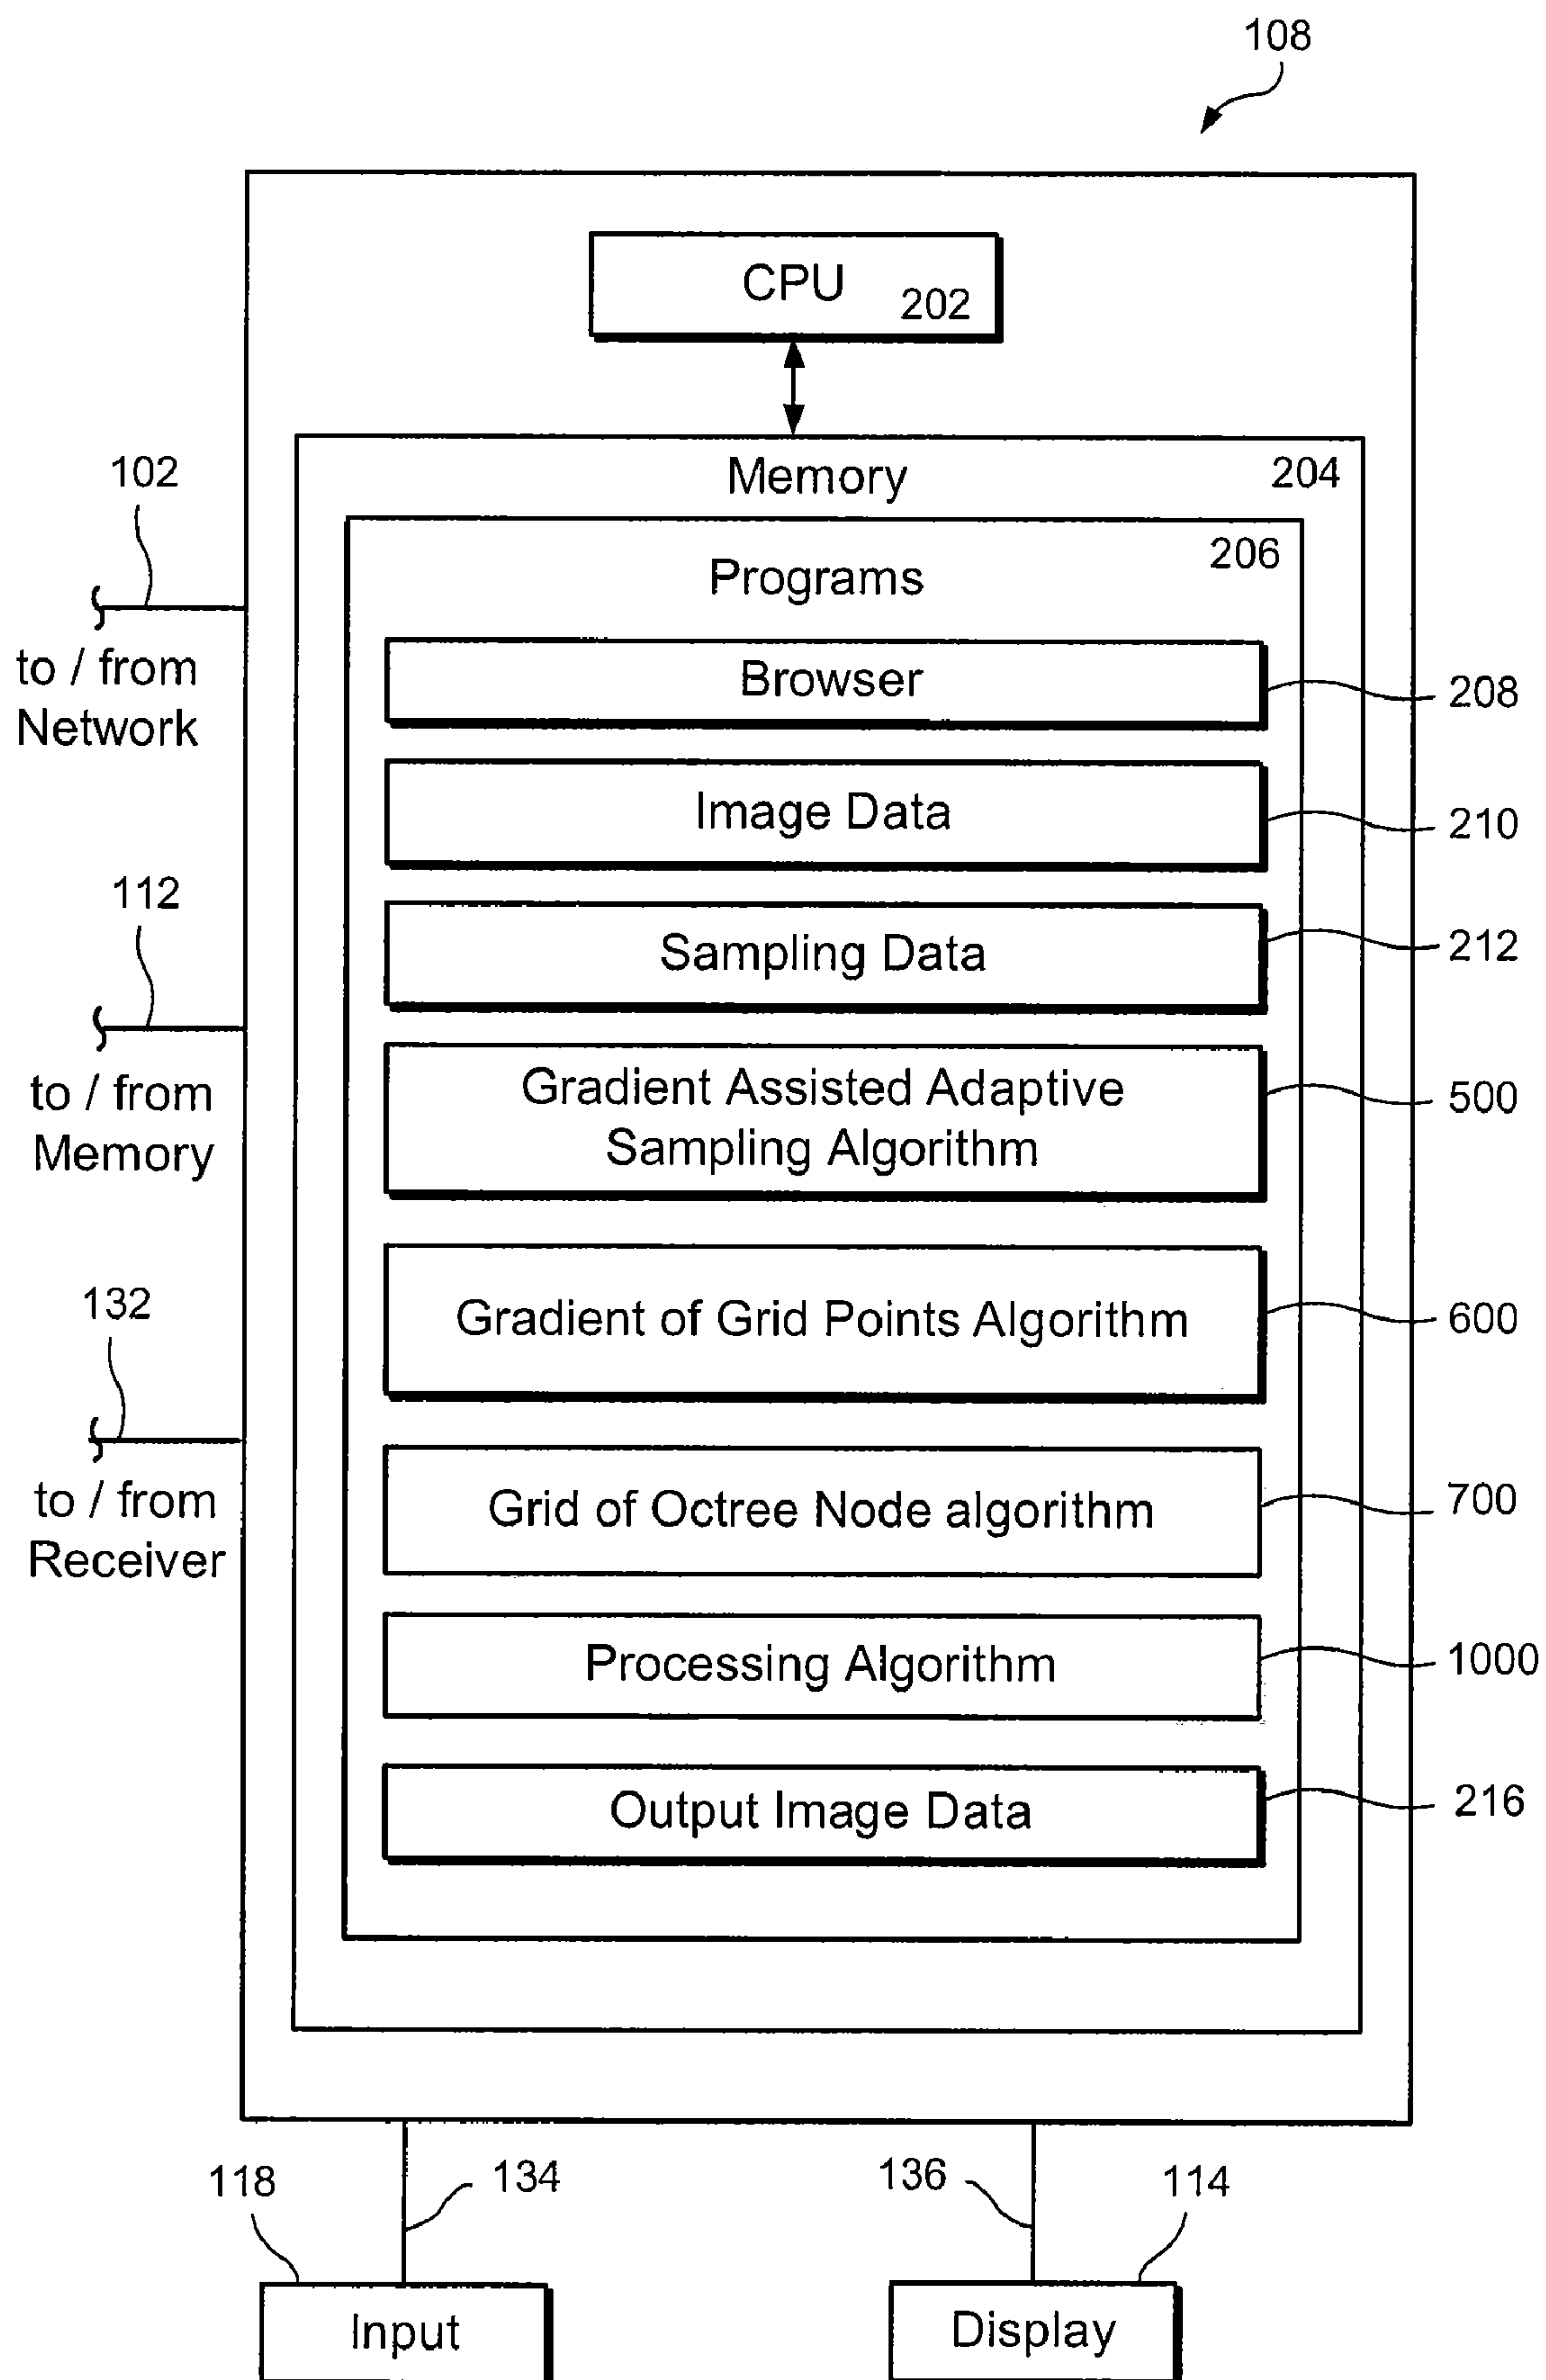 108
CPU
202
Memory
204
206
Programs
Browser
208
Image Data
210
Sampling Data
212
Gradient Assisted Adaptive
Sampling Algorithm
500
Gradient of Grid Points Algorithm
600
Grid of Octree Node algorithm
700
Processing Algorithm
1000
Output Image Data
216
102
to / from
Network
112
to / from
Memory
132
to / from
Receiver
118
134
136
114
Input
Display